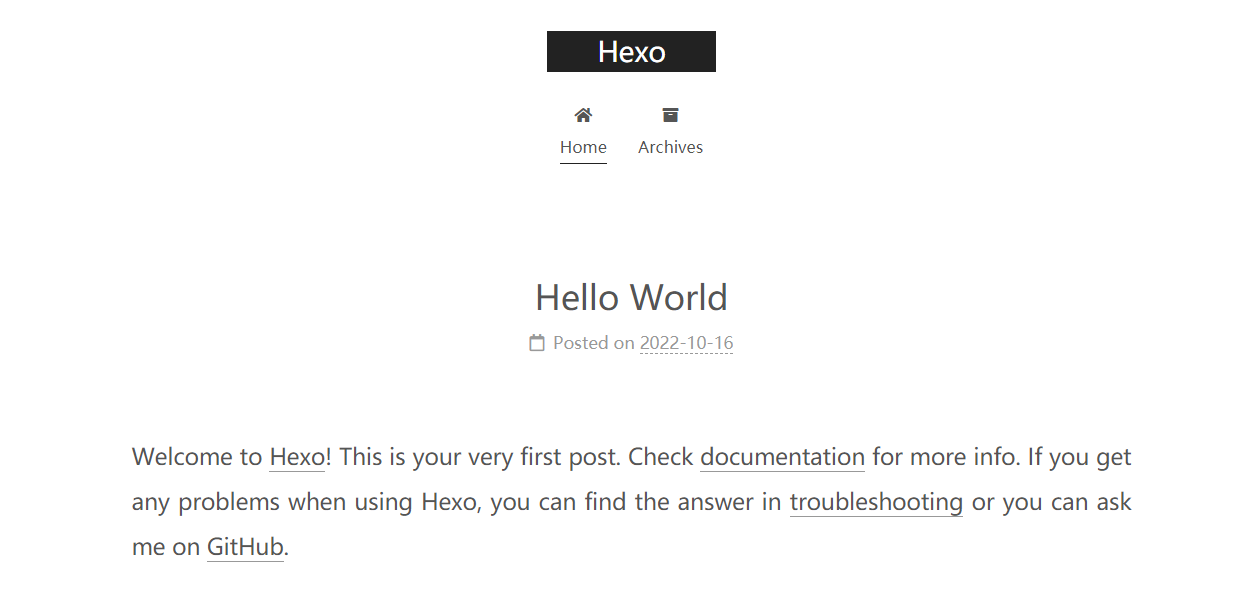 Hexo
Home
Archives
Hello World
Posted on 2022-10-16
Welcome to Hexo! This is your very first post. Check documentation for more info. If you get
any problems when using Hexo, you can find the answer in troubleshooting or you can ask
me on GitHub.